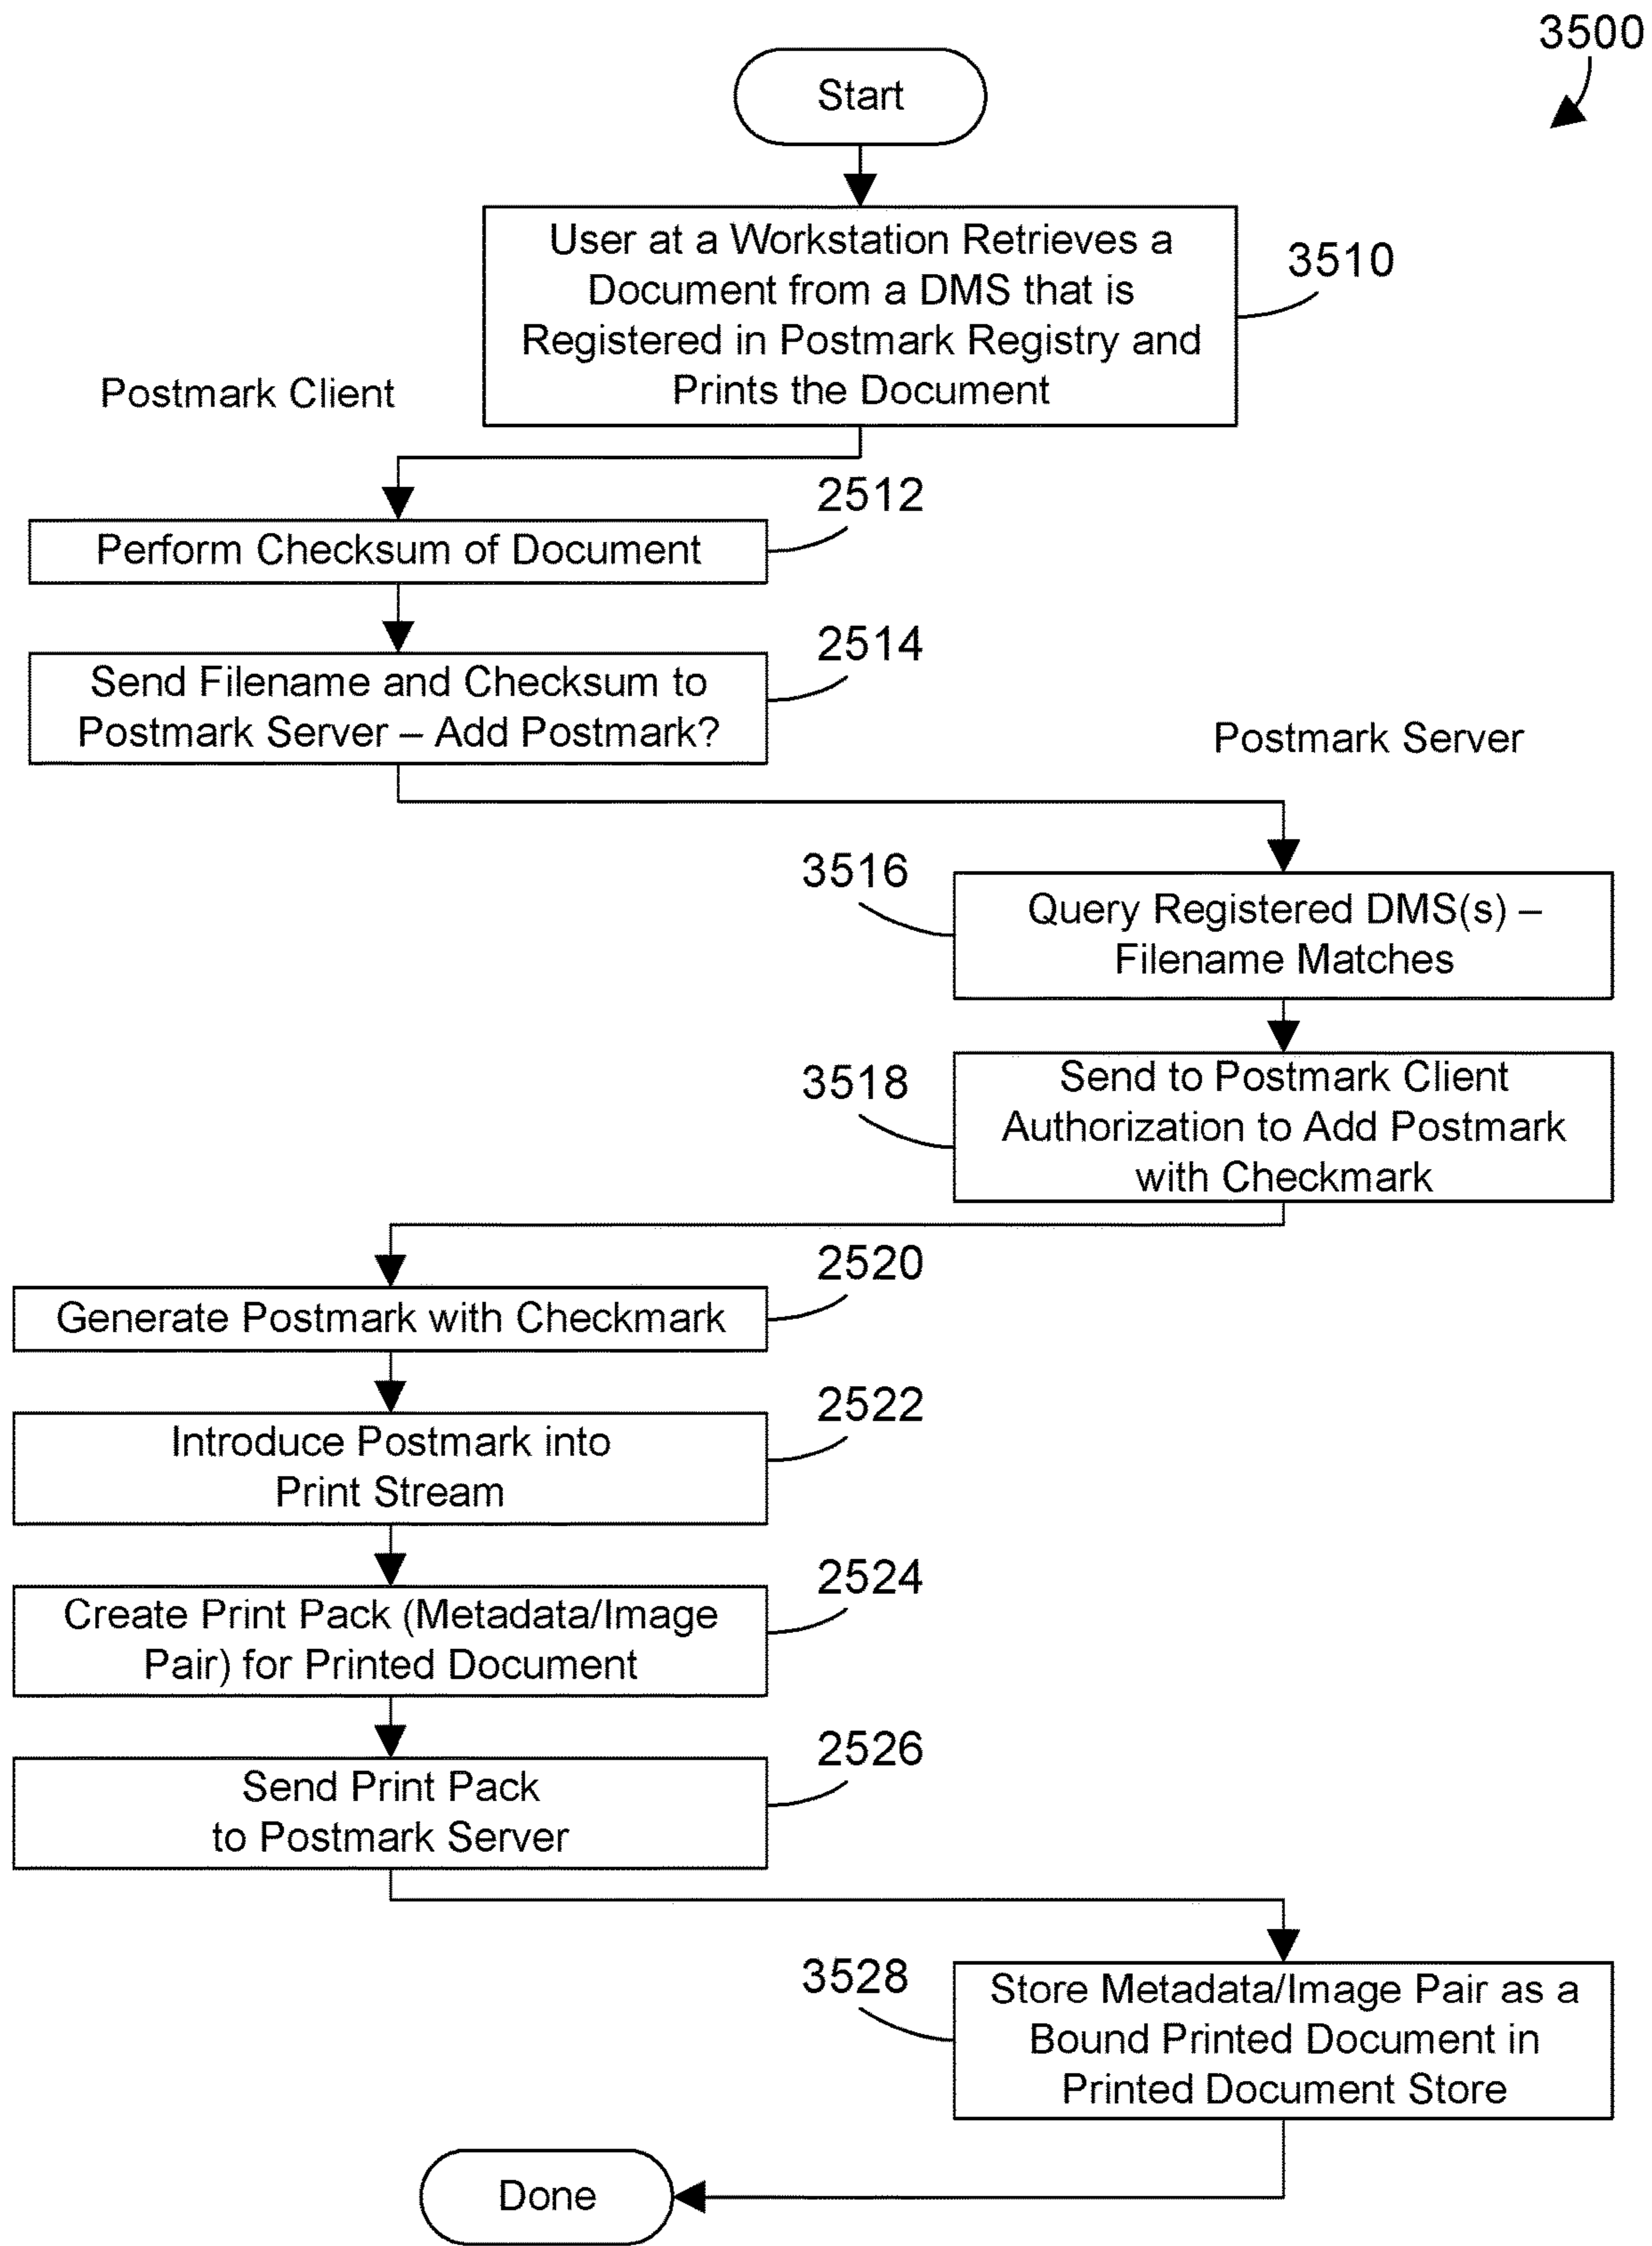 3500
Start
User at a Workstation Retrieves a
Document from a DMS that is
Registered in Postmark Registry and
Prints the Document
3510
Postmark Client
2512
Perform Checksum of Document
2514
Send Filename and Checksum to
Postmark Server – Add Postmark?
Postmark Server
3516
Query Registered DMS(s) –
Filename Matches
3518
Send to Postmark Client
Authorization to Add Postmark
with Checkmark
2520
Generate Postmark with Checkmark
2522
Introduce Postmark into
Print Stream
2524
Create Print Pack (Metadata/Image
Pair) for Printed Document
2526
Send Print Pack
to Postmark Server
3528
Store Metadata/Image Pair as a
Bound Printed Document in
Printed Document Store
Done